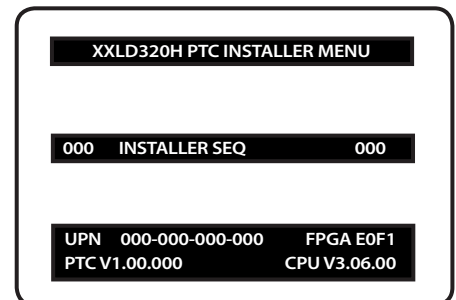 XXLD320H PTC INSTALLER MENU
000 INSTALLER SEQ 000
UPN 000-000-000-000 FPGA E0F1
PTC V1.00.000 CPU V3.06.00